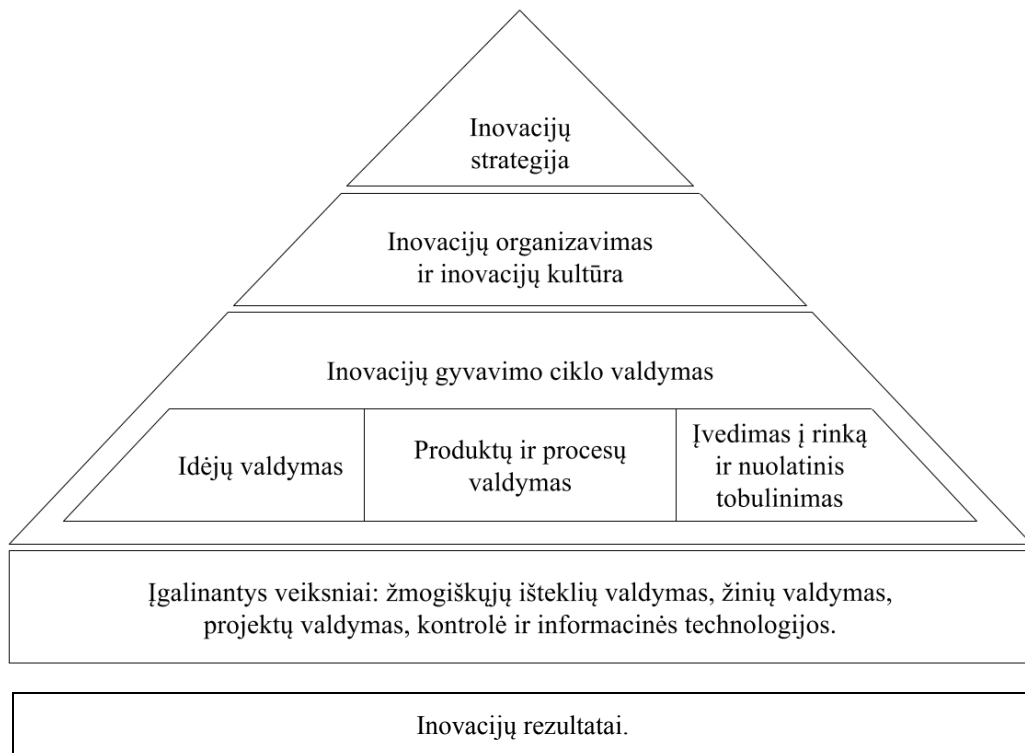 Inovacijų
strategija
Inovacijų organizavimas
ir inovacijų kultūra
Inovacijų gyvavimo ciklo valdymas
Idėjų valdymas
Produktų ir procesų
valdymas
Įvedimas į rinką
ir nuolatinis
tobulinimas
Įgalinantys veiksniai: žmogiškųjų išteklių valdymas, žinių valdymas,
projektų valdymas, kontrolė ir informacinės technologijos.
Inovacijų rezultatai.